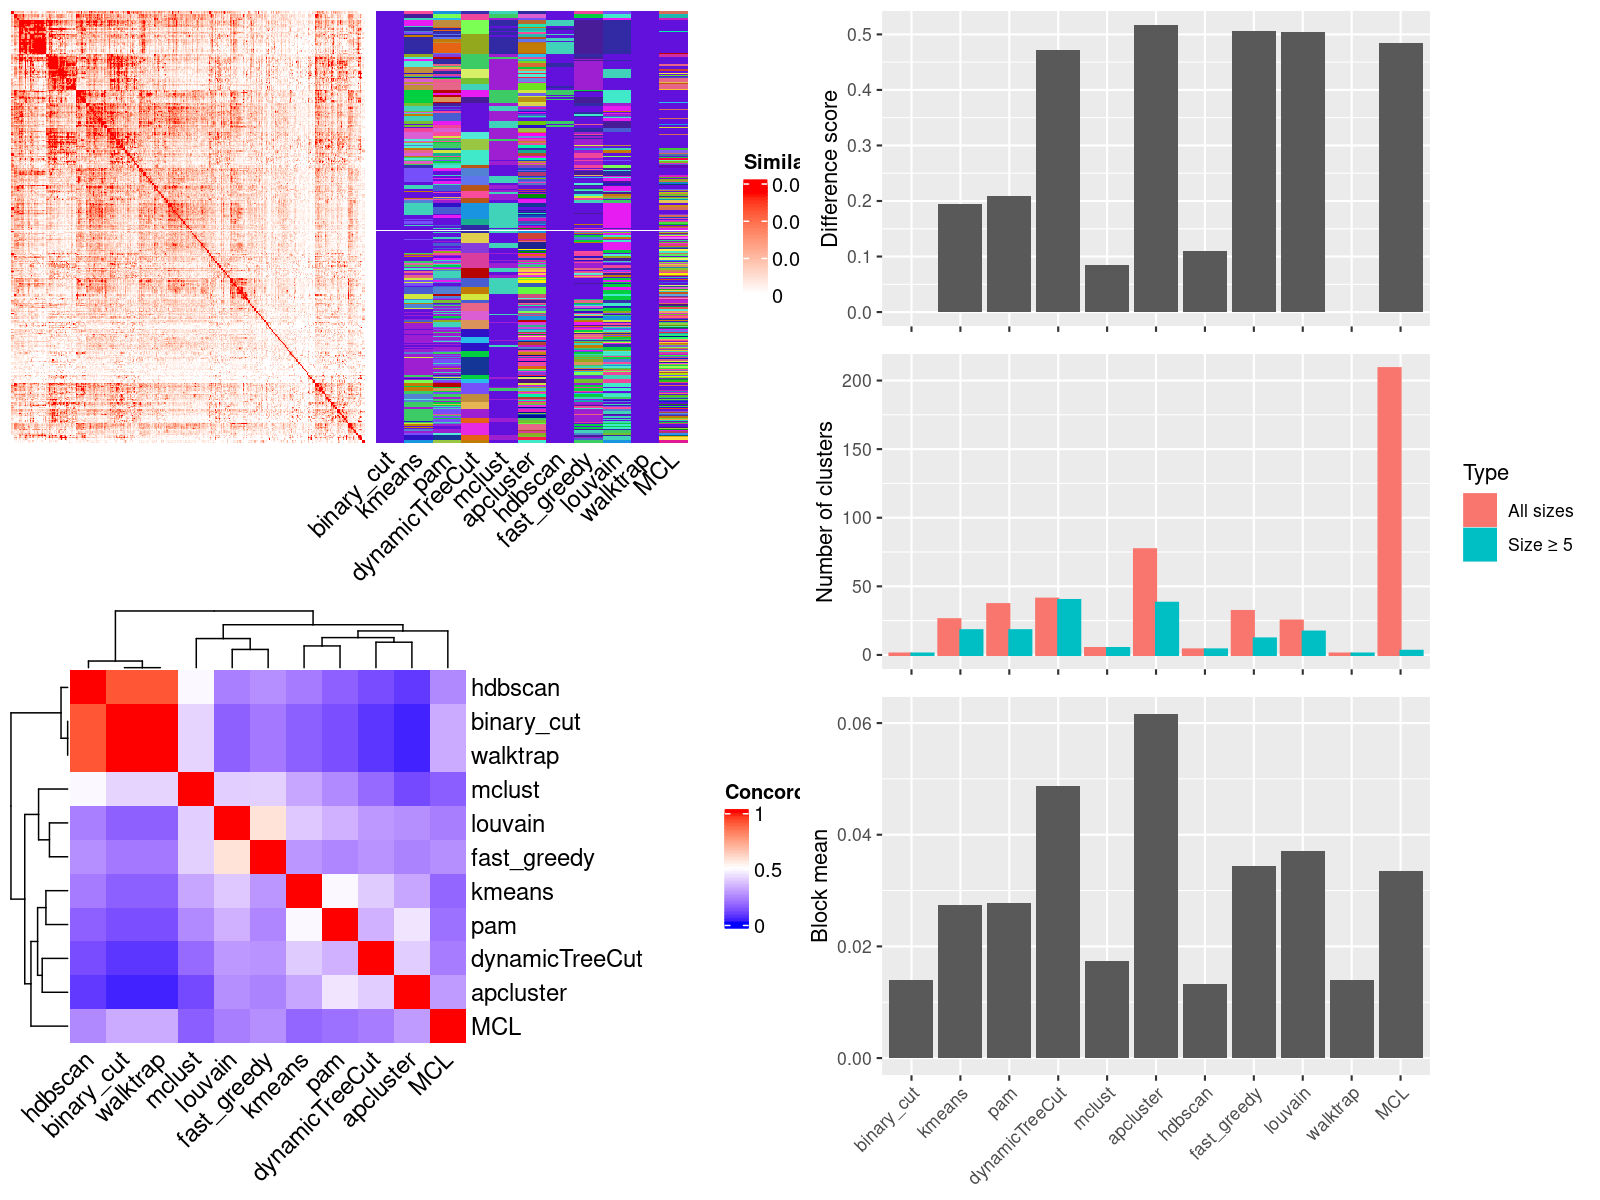 Simila
0.0
0.0
0.0
0
binary_cut
kmeans
pam
dynamicTreeCut
mclust
apcluster
hdbscan
fast_greedy
louvain
walktrap
MCL
hdbscan
binary_cut
walktrap
mclust
louvain
fast_greedy
kmeans
pam
dynamicTreeCut
apcluster
MCL
hdbscan
binary_cut
walktrap
mclust
louvain
fast_greedy
kmeans
pam
dynamicTreeCut
apcluster
MCL
Concord
1
0.5
0
Difference score
0.5
0.4
0.3
0.2
0.1
0.0
Number of clusters
200
150
100
50
0
Type
All sizes
Size ≥ 5
Block mean
0.06
0.04
0.02
0.00
binary_cut
kmeans
pam
dynamicTreeCut
mclust
apcluster
hdbscan
fast_greedy
louvain
walktrap
MCL